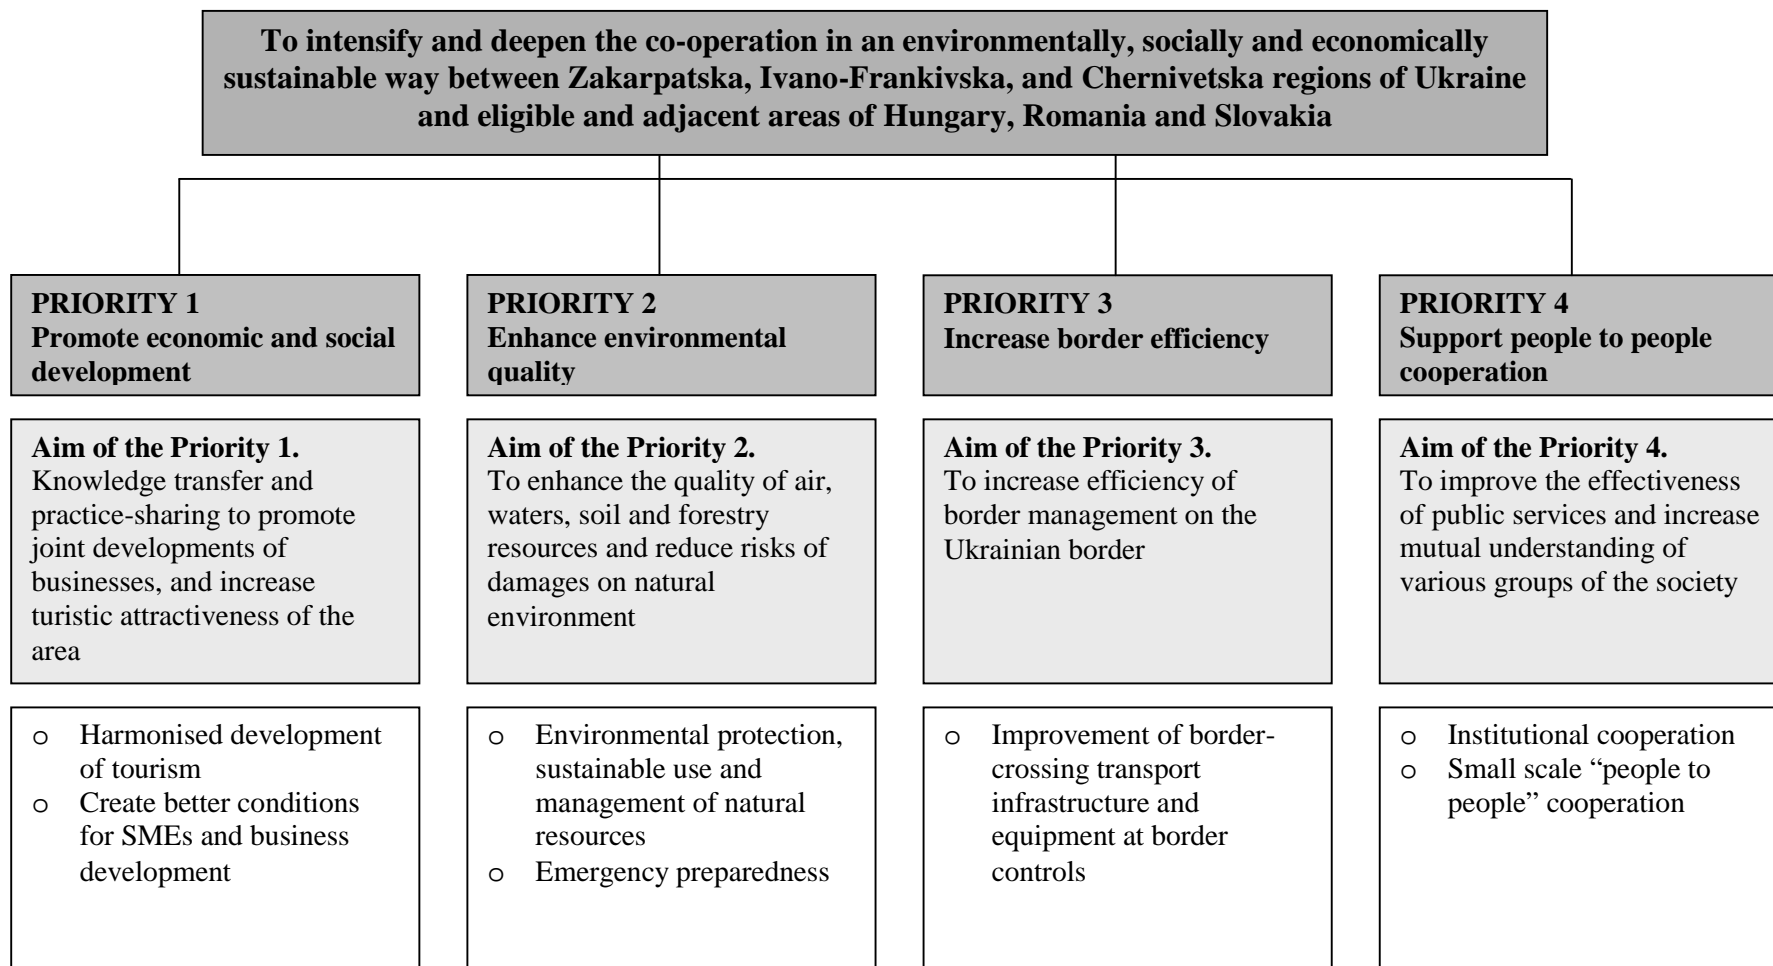 To intensify and deepen the co-operation in an environmentally, socially and economically
sustainable way between Zakarpatska, Ivano-Frankivska, and Chernivetska regions of Ukraine
and eligible and adjacent areas of Hungary, Romania and Slovakia
PRIORITY 1
Promote economic and social
development
Aim of the Priority 1.
Knowledge transfer and
practice-sharing to promote
joint developments of
businesses, and increase
turistic attractiveness of the
area
o Harmonised development
of tourism
o Create better conditions
for SMEs and business
development
PRIORITY 2
Enhance environmental
quality
Aim of the Priority 2.
To enhance the quality of air,
waters, soil and forestry
resources and reduce risks of
damages on natural
environment
o Environmental protection,
sustainable use and
management of natural
resources
o Emergency preparedness
PRIORITY 3
Increase border efficiency
Aim of the Priority 3.
To increase efficiency of
border management on the
Ukrainian border
o Improvement of border-
crossing transport
infrastructure and
equipment at border
controls
PRIORITY 4
Support people to people
cooperation
Aim of the Priority 4.
To improve the effectiveness
of public services and increase
mutual understanding of
various groups of the society
o Institutional cooperation
o Small scale “people to
people” cooperation